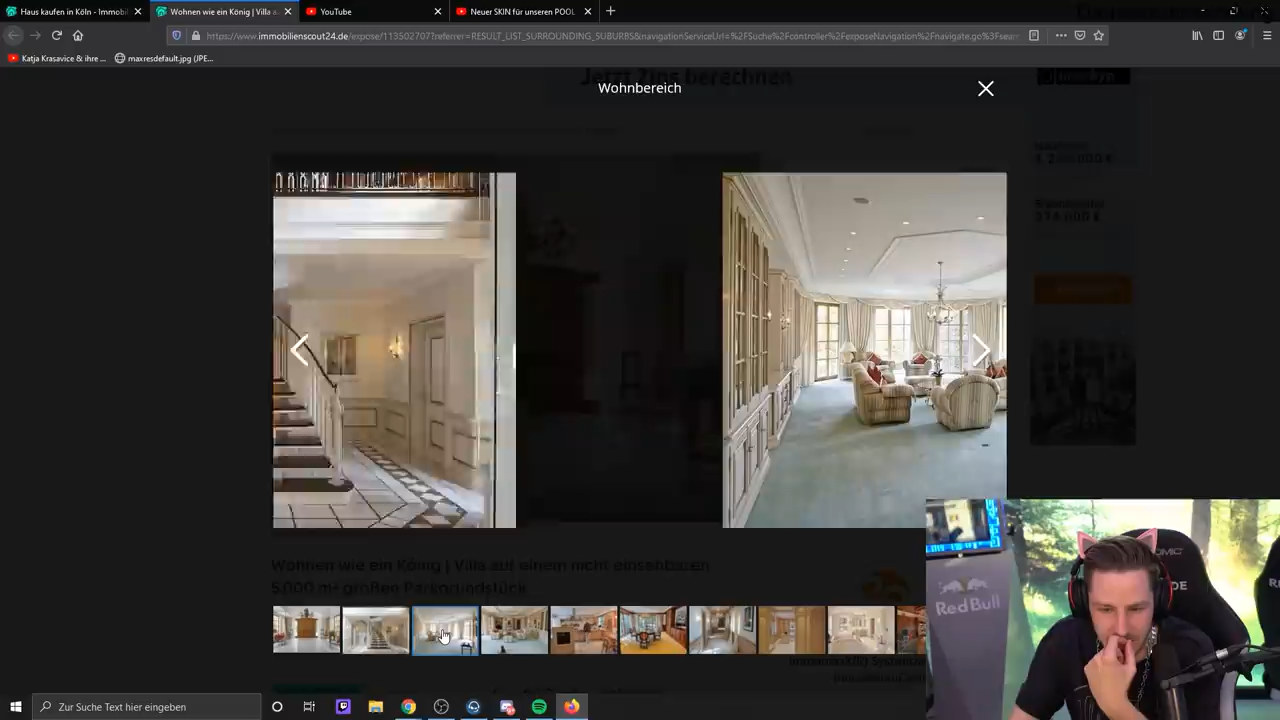 Haus kaufen in Köln - Immobil
Wohnen wie ein König | Villa a
YouTube
Neuer SKIN für unseren POOL
https://www.immobilienscout24.de/expose/113502707?referrer=RESULT_LIST_SURROUNDING_SUBURBS&navigationServiceUrl=%2FSuche%2Fcontroller%2FexposeNavigation%2Fnavigate.go%3Fsear
Katja Krasavice & ihre ...
maxresdefault.jpg (JPE...
Jetzt Zins berechnen
Wohnbereich
Wohnen wie ein König | Villa auf einem nicht einsehbaren
5.000 m² großen Parkgrundstück
RedBull
Zur Suche Text hier eingeben